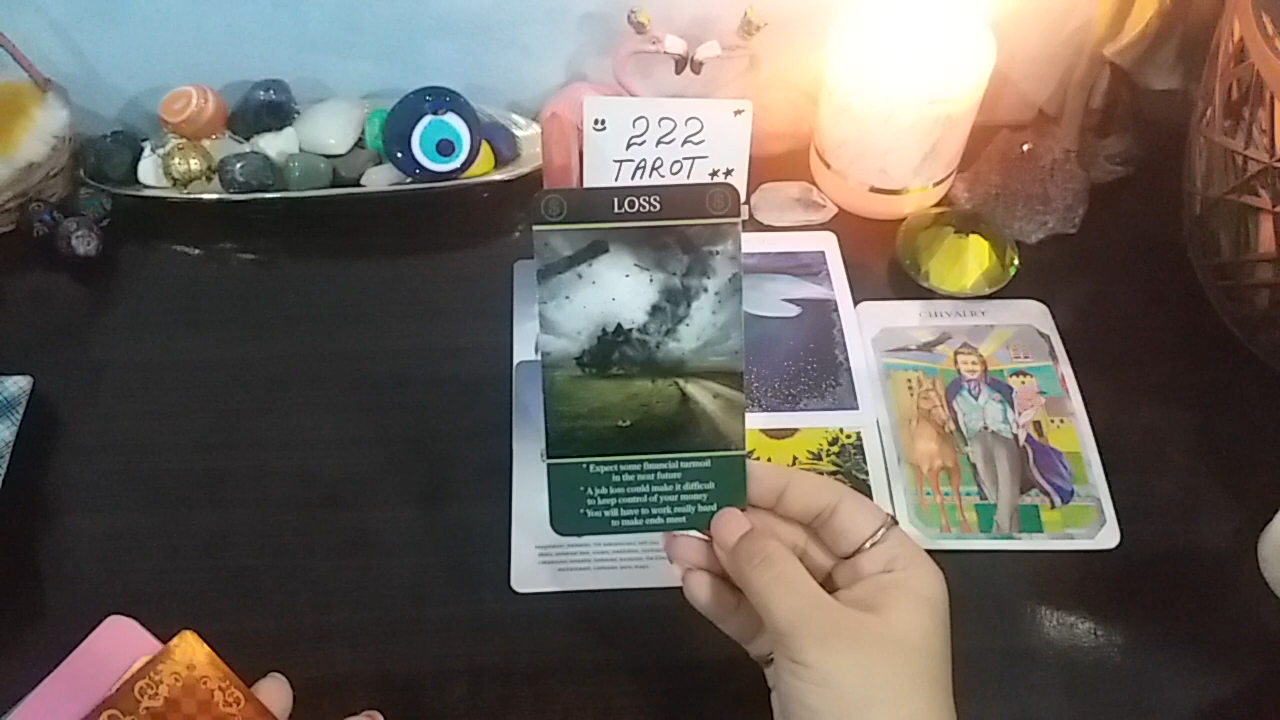 222
TAROT
LOSS
* Expect some financial turmoil
in the near future
* A job loss could make it difficult
to keep control of your money
* You will have to work really hard
to make ends meet
CHIVALRY